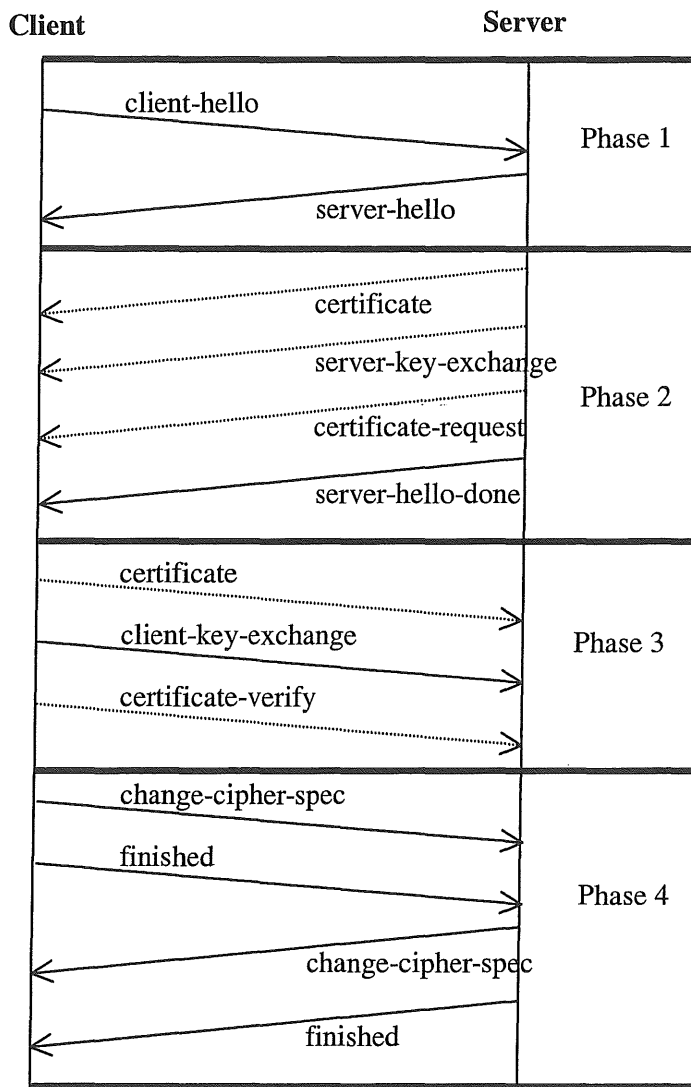 Client
Server
client-hello
Phase 1
server-hello
certificate
server-key-exchange
Phase 2
certificate-request
server-hello-done
certificate
client-key-exchange
Phase 3
certificate-verify
change-cipher-spec
finished
Phase 4
change-cipher-spec
finished